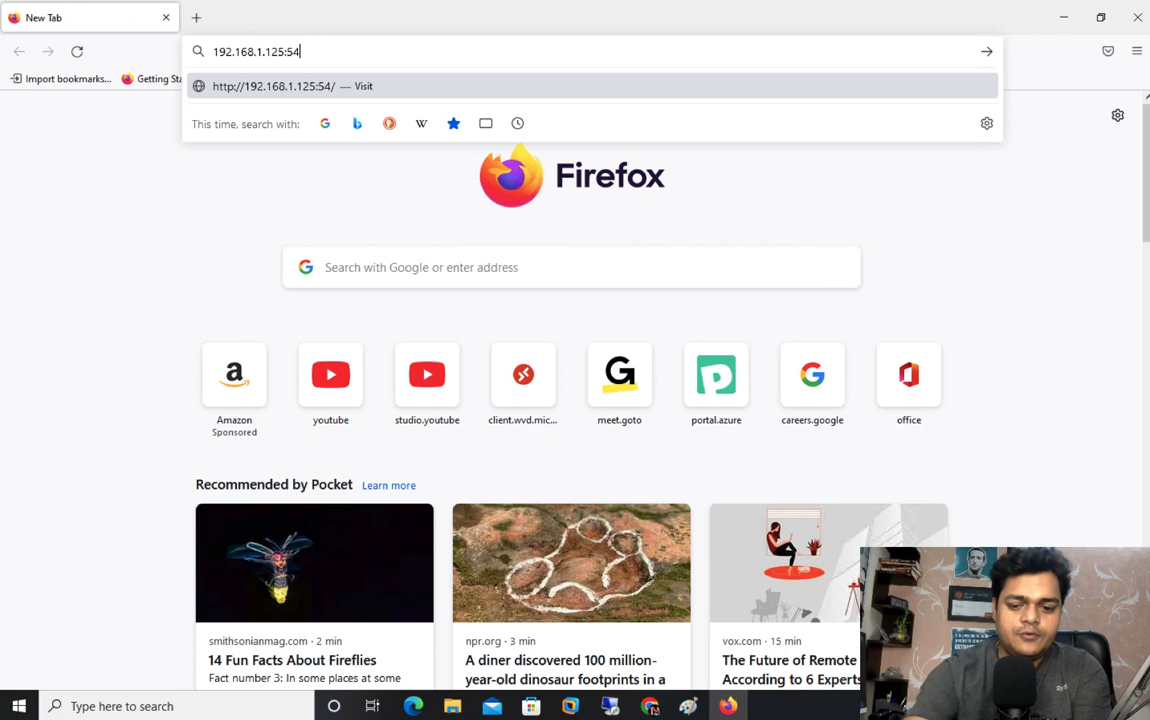 New Tab
192.168.1.125:54
http://192.168.1.125:54/ — Visit
Import bookmarks...
Getting Sta
This time, search with:
Firefox
Search with Google or enter address
Amazon
Sponsored
youtube
studio.youtube
client.wvd.mic...
meet.goto
portal.azure
careers.google
office
Recommended by Pocket Learn more
smithsonianmag.com · 2 min
14 Fun Facts About Fireflies
Fact number 3: In some places at some
npr.org · 3 min
A diner discovered 100 million-
year-old dinosaur footprints in a
vox.com · 15 min
The Future of Remote
According to 6 Experts
Type here to search